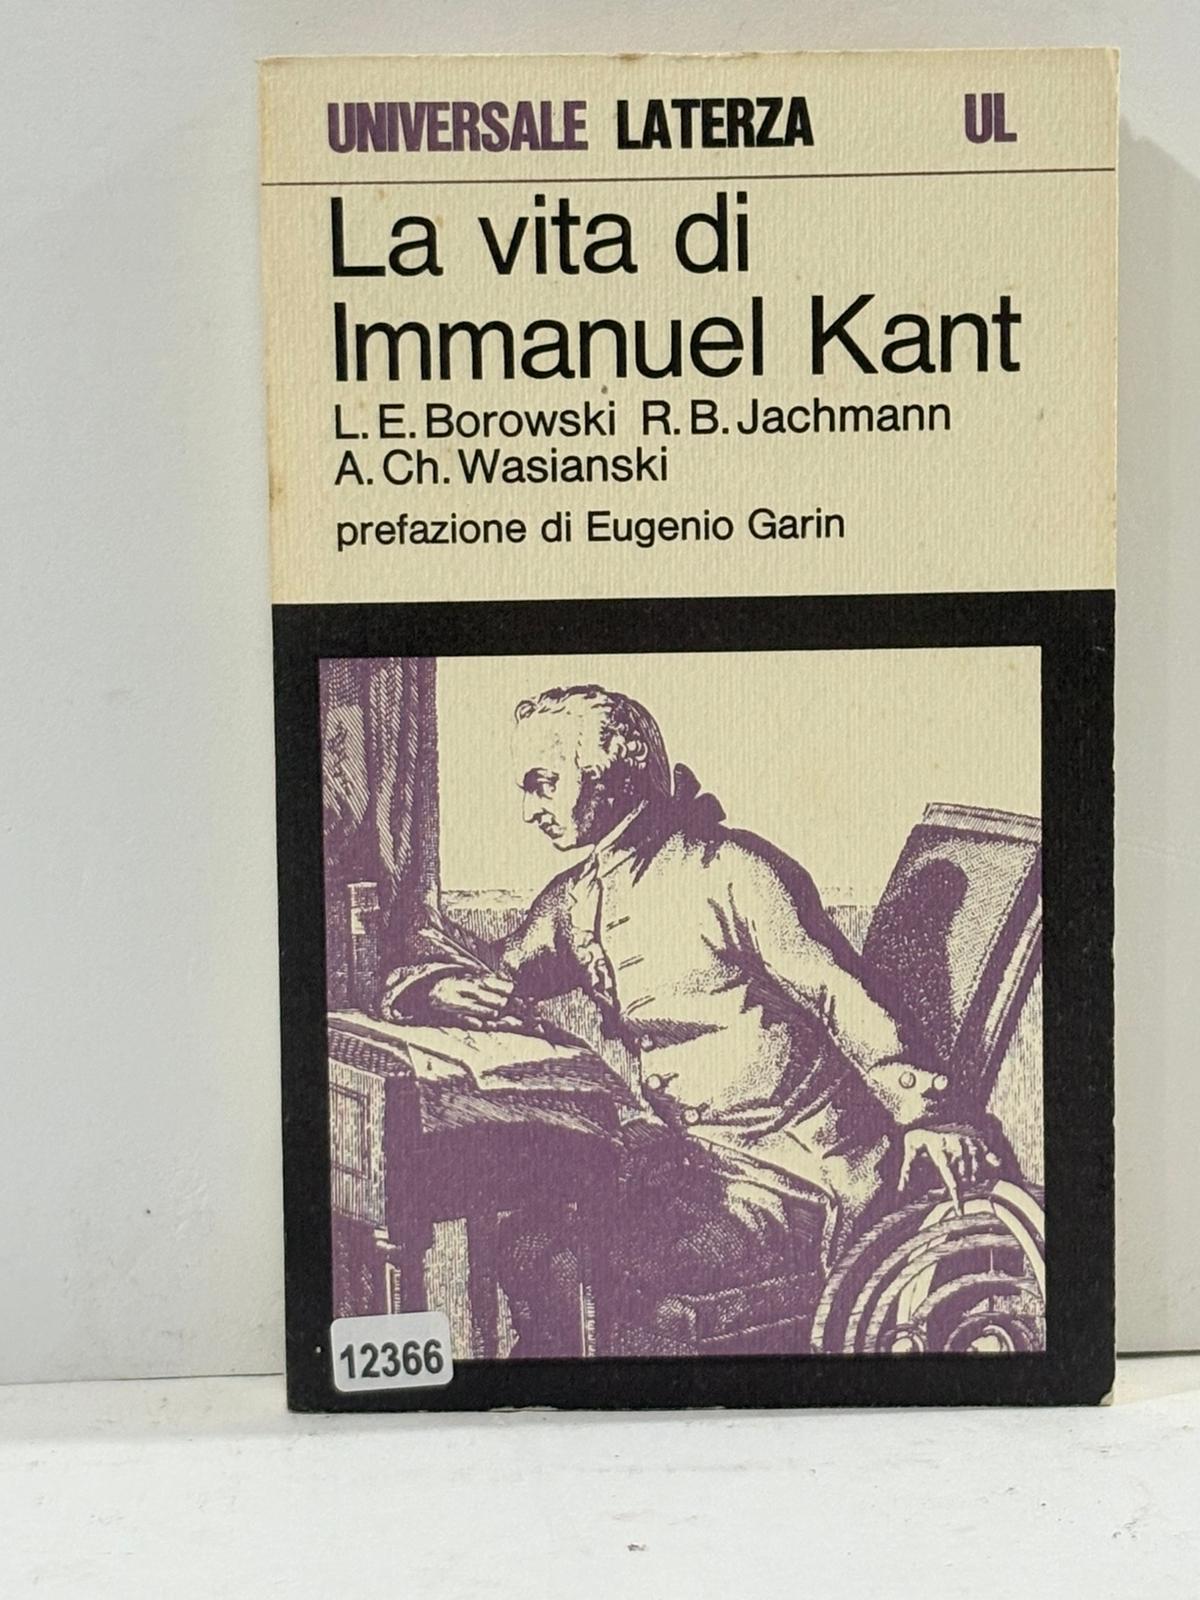 UNIVERSALE LATERZA UL
La vita di
Immanuel Kant
L. E. Borowski R. B. Jachmann
A. Ch. Wasianski
prefazione di Eugenio Garin
12366